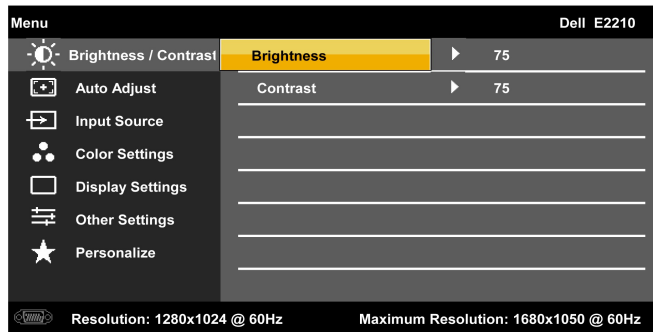 Menu Dell E2210
Brightness / Contrast Brightness 75
Auto Adjust Contrast 75
Input Source
Color Settings
Display Settings
Other Settings
Personalize
Resolution: 1280x1024 @ 60Hz Maximum Resolution: 1680x1050 @ 60Hz